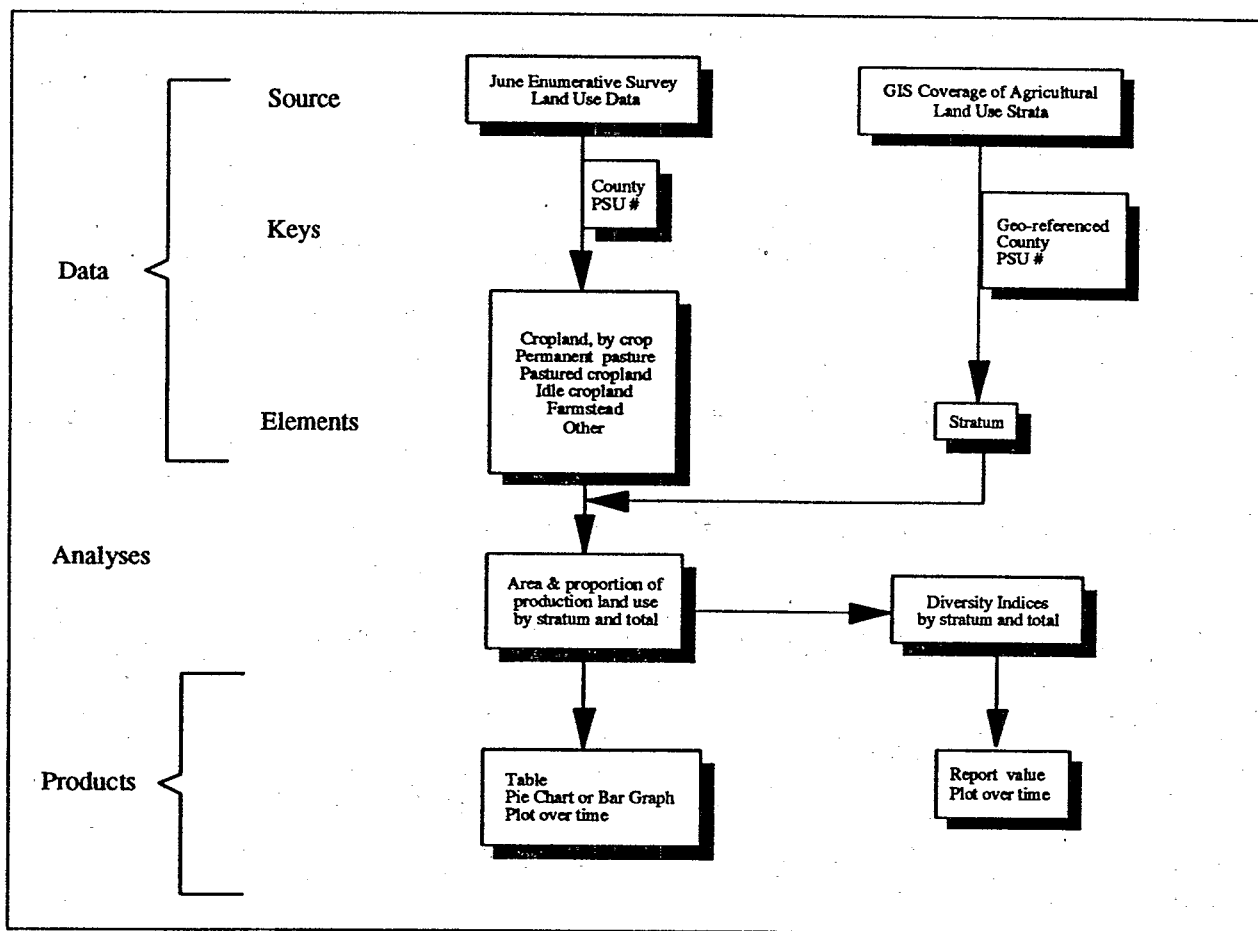 Source
June Enumerative Survey
Land Use Data
GIS Coverage of Agricultural
Land Use Strata
Keys
County
PSU #
Geo-referenced
County
PSU #
Data
Elements
Cropland, by crop
Permanent pasture
Pastured cropland
Idle cropland
Farmstead
Other
Stratum
Analyses
Area & proportion of
production land use
by stratum and total
Diversity Indices
by stratum and total
Products
Table
Pie Chart or Bar Graph
Plot over time
Report value
Plot over time